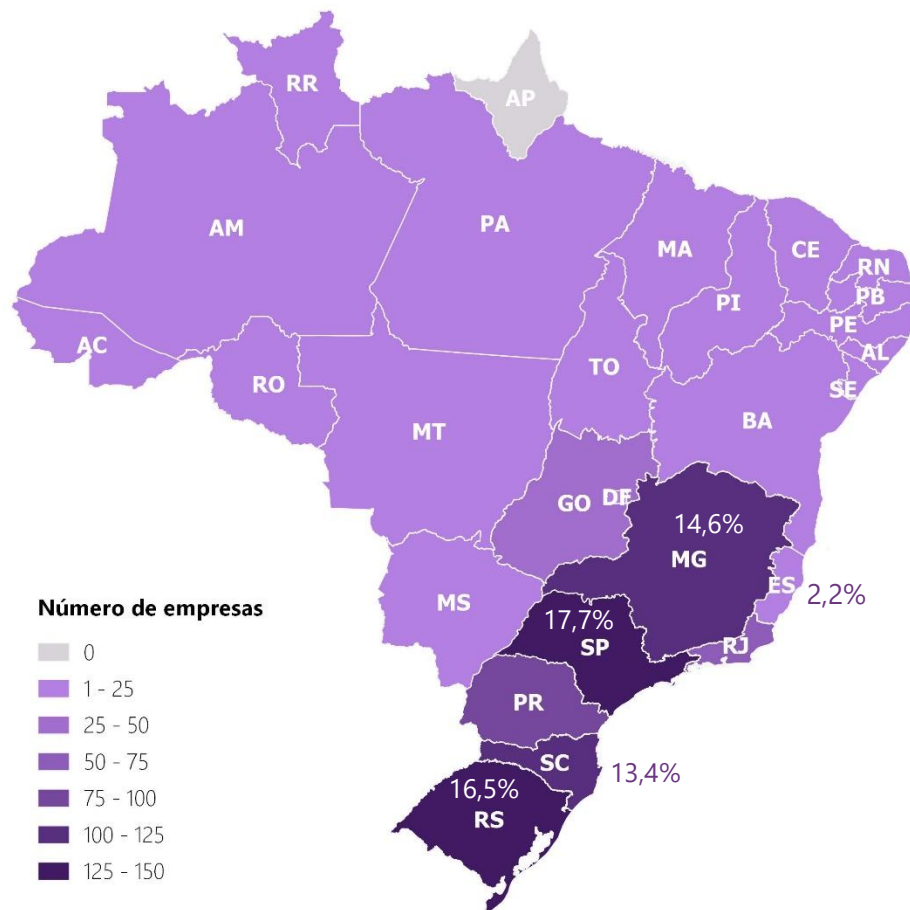 RR
AP
AM
PA
MA
CE
RN
PB
PI
PE
AL
AC
SE
RO
TO
BA
MT
GO
DF
14,6%
MG
ES
2,2%
MS
17,7%
SP
RJ
PR
SC
13,4%
16,5%
RS
Número de empresas
0
1 - 25
25 - 50
50 - 75
75 - 100
100 - 125
125 - 150